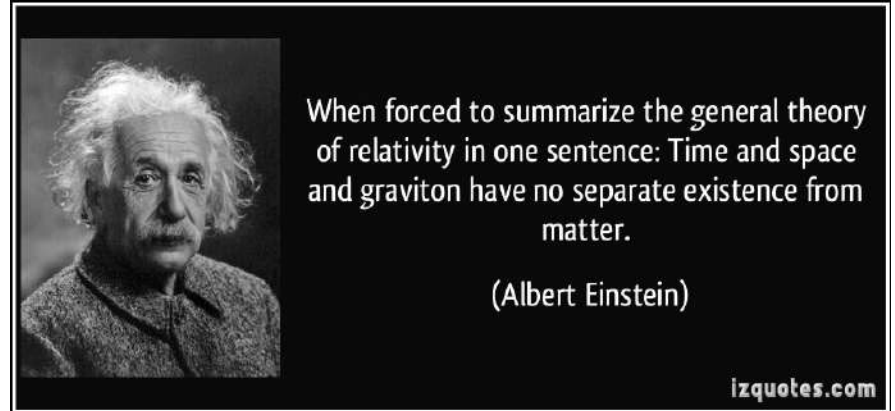 When forced to summarize the general theory
of relativity in one sentence: Time and space
and graviton have no separate existence from
matter.
(Albert Einstein)
izquotes.com